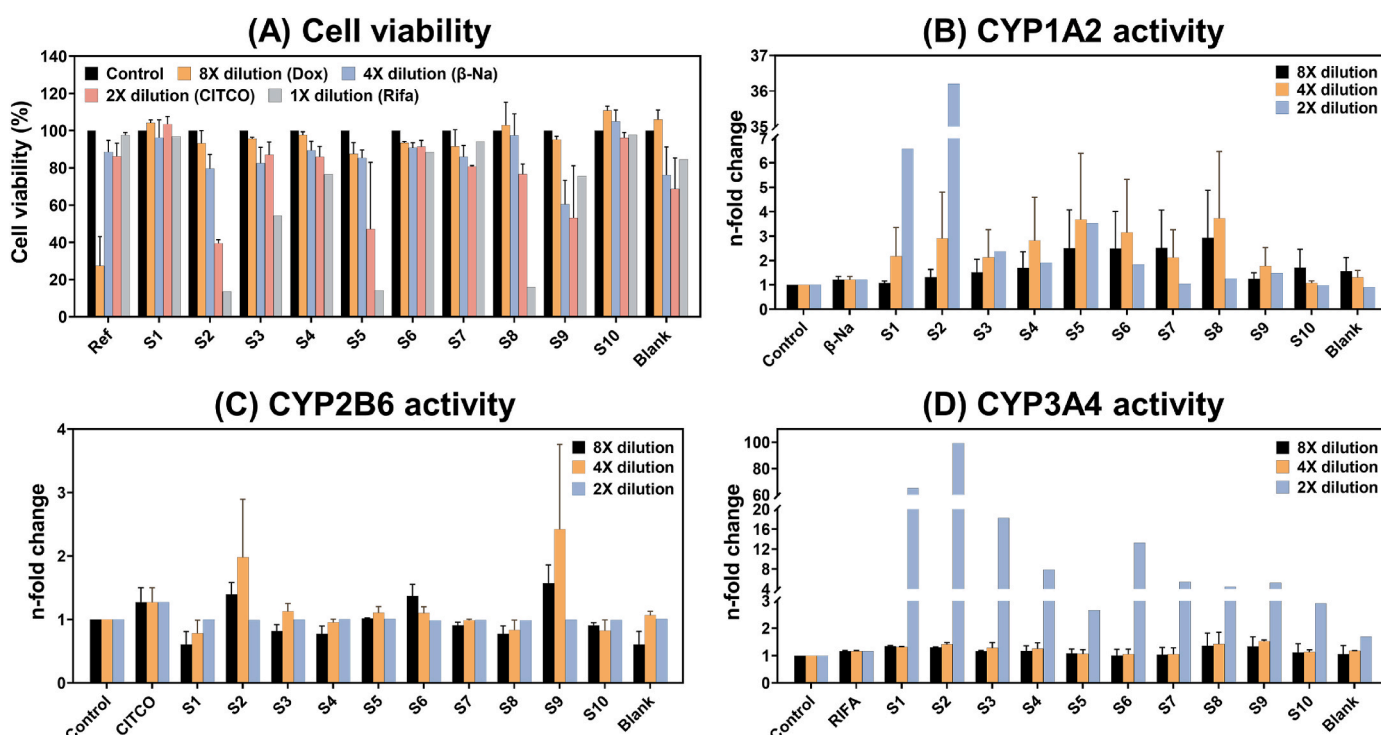 (A) Cell viability
Cell viability (%)
140
120
100
80
60
40
20
0
Control
8X dilution (Dox)
4X dilution (β-Na)
2X dilution (CITCO)
1X dilution (Rifa)
Ref
S1
S2
S3
S4
S5
S6
S7
S8
S9
S10
Blank
(B) CYP1A2 activity
n-fold change
37
36
35
6
5
4
3
2
1
0
8X dilution
4X dilution
2X dilution
Control
β-Na
S1
S2
S3
S4
S5
S6
S7
S8
S9
S10
Blank
(C) CYP2B6 activity
n-fold change
4
3
2
1
0
8X dilution
4X dilution
2X dilution
Control
CITCO
S1
S2
S3
S4
S5
S6
S7
S8
S9
S10
Blank
(D) CYP3A4 activity
n-fold change
100
80
60
20
16
12
8
4
3
2
1
0
8X dilution
4X dilution
2X dilution
Control
RIFA
S1
S2
S3
S4
S5
S6
S7
S8
S9
S10
Blank